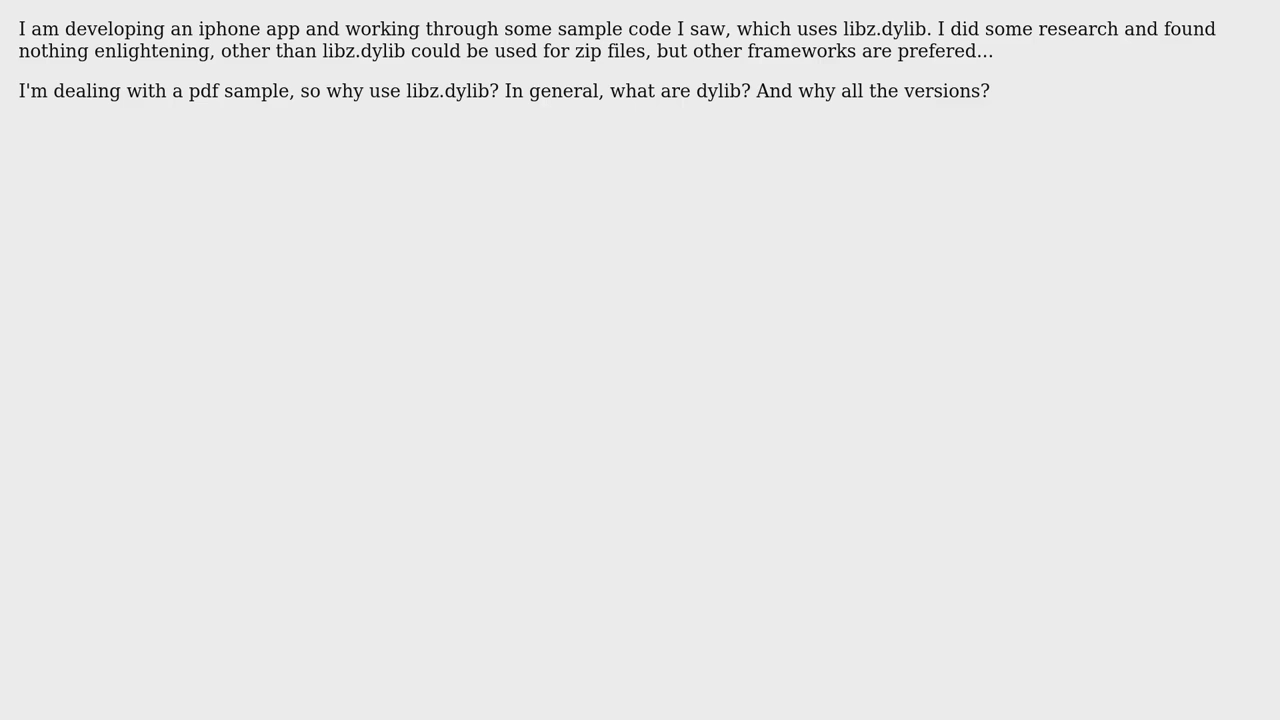 I am developing an iphone app and working through some sample code I saw, which uses libz.dylib. I did some research and found
nothing enlightening, other than libz.dylib could be used for zip files, but other frameworks are prefered...
I'm dealing with a pdf sample, so why use libz.dylib? In general, what are dylib? And why all the versions?